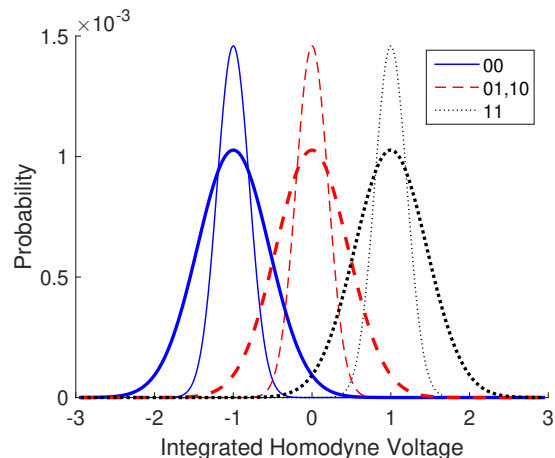 ×10⁻³
1.5
1
0.5
0
Probability
-3 -2 -1 0 1 2 3
Integrated Homodyne Voltage
00
01,10
11